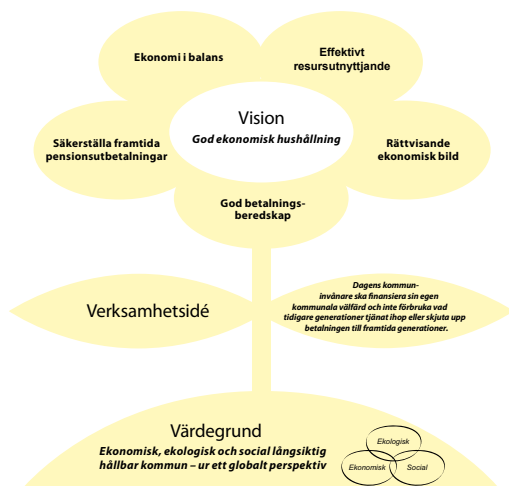 Ekonomi i balans
Effektivt
resursutnyttjande
Vision
God ekonomisk hushållning
Säkerställa framtida
pensionsutbetalningar
Rättvisande
ekonomisk bild
God betalnings-
beredskap
Verksamhetsidé
Dagens kommun-
invånare ska finansiera sin egen
kommunala välfärd och inte förbruka vad
tidigare generationer tjänat ihop eller skjuta upp
betalningen till framtida generationer.
Värdegrund
Ekonomisk, ekologisk och social långsiktig
hållbar kommun – ur ett globalt perspektiv
Ekologisk
Ekonomisk
Social